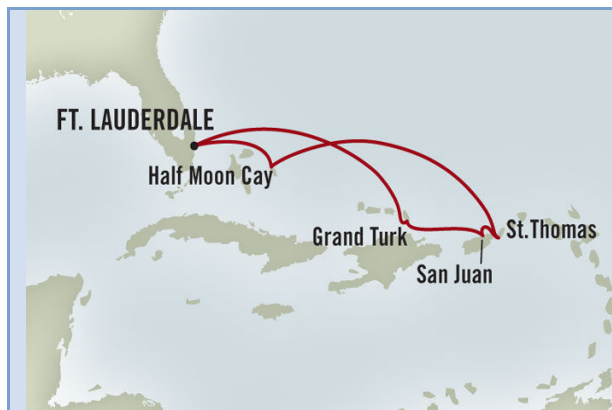 FT. LAUDERDALE
Half Moon Cay
Grand Turk
St.Thomas
San Juan